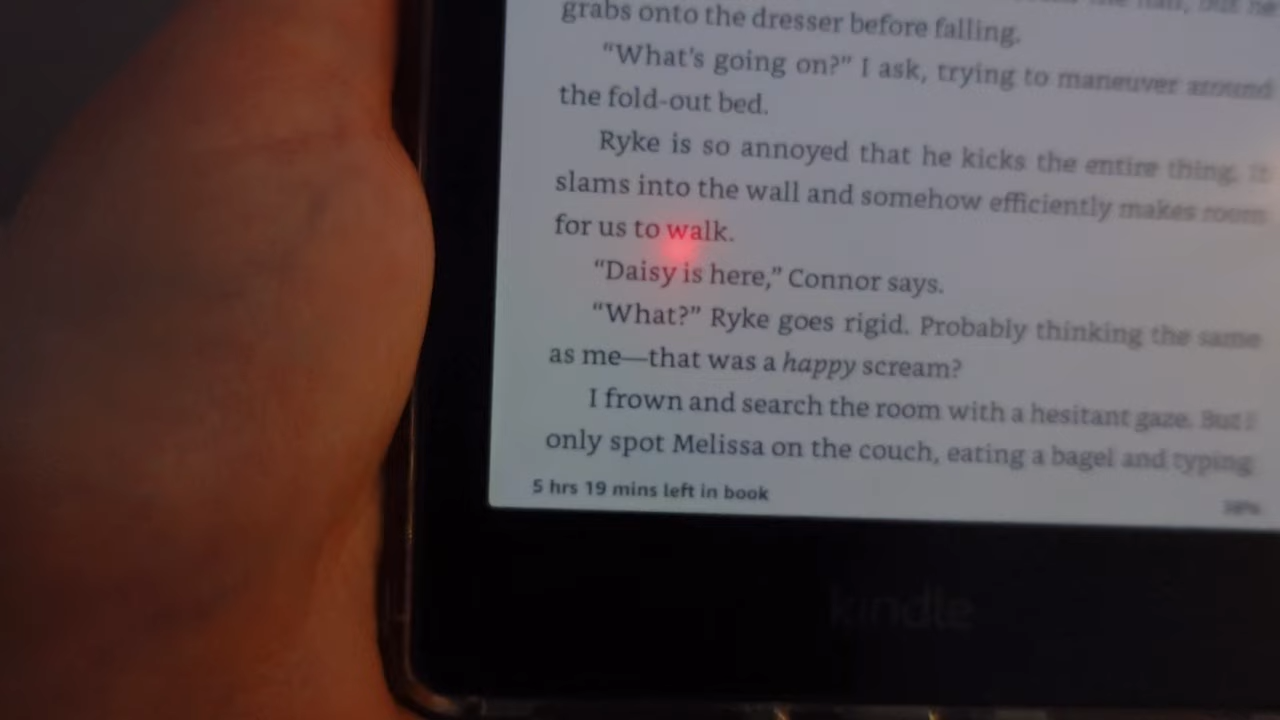 grabs onto the dresser before falling.
“What’s going on?” I ask, trying to maneuver around
the fold-out bed.
Ryke is so annoyed that he kicks the entire thing. It
slams into the wall and somehow efficiently makes room
for us to walk.
“Daisy is here,” Connor says.
“What?” Ryke goes rigid. Probably thinking the same
as me—that was a happy scream?
I frown and search the room with a hesitant gaze. But I
only spot Melissa on the couch, eating a bagel and typing
5 hrs 19 mins left in book
kindle